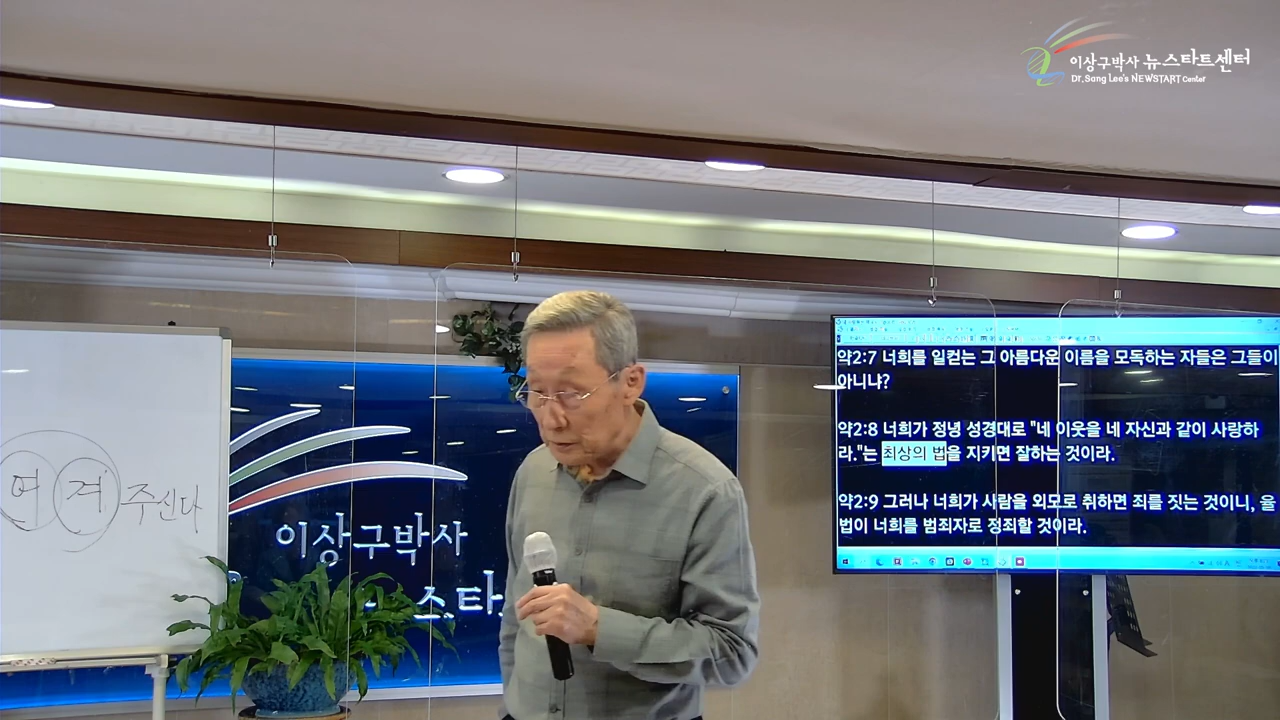 이상구박사 뉴스타트센터
Dr. Sang Lee's NEWSTART Center
여겨 주신다
이상구박사
스타
약2:7 너희를 일컫는 그 아름다운 이름을 모독하는 자들은 그들이
아니냐?
약2:8 너희가 정녕 성경대로 "네 이웃을 네 자신과 같이 사랑하
라."는 최상의 법을 지키면 잘하는 것이라.
약2:9 그러나 너희가 사람을 외모로 취하면 죄를 짓는 것이니, 율
법이 너희를 범죄자로 정죄할 것이라.